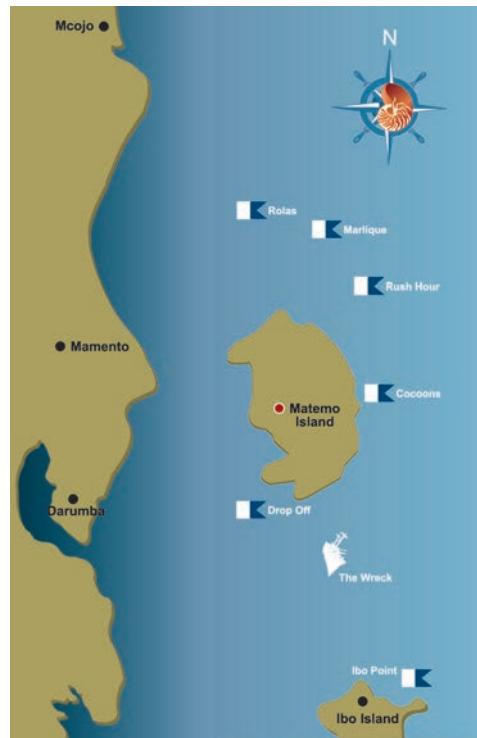 Mcojo
N
Rolas
Marlique
Rush Hour
Mamento
Cocoons
Matemo
Island
Darumba
Drop Off
The Wreck
Ibo Point
Ibo Island